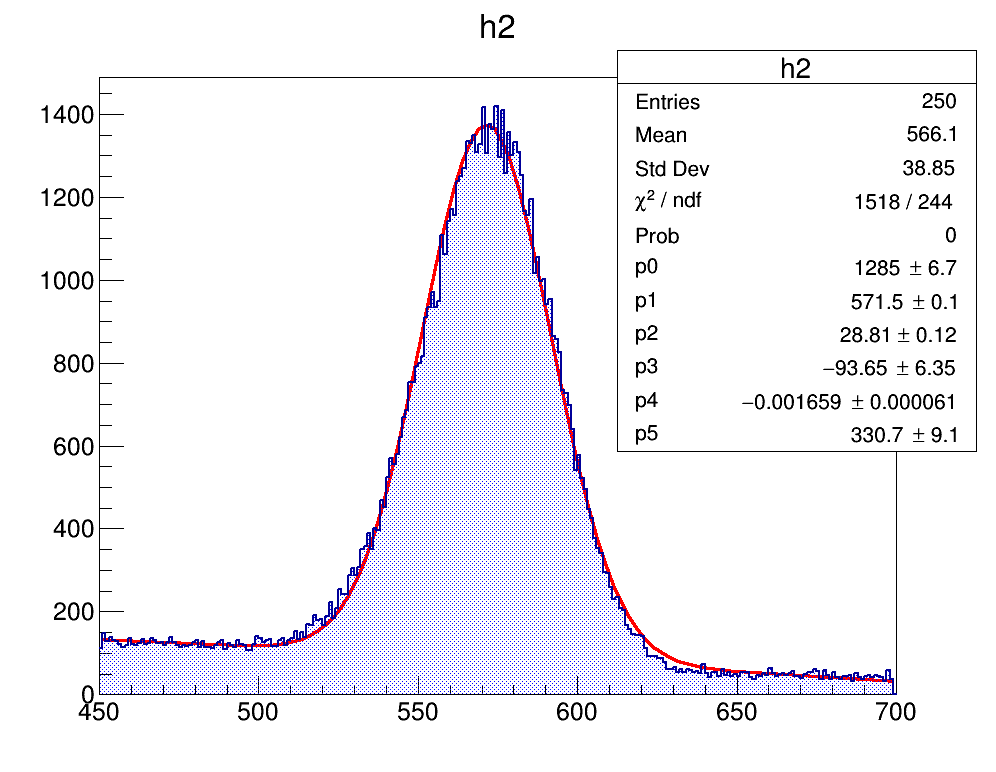 h2
h2
Entries 250
Mean 566.1
Std Dev 38.85
χ² / ndf 1518 / 244
Prob 0
p0 1285 ± 6.7
p1 571.5 ± 0.1
p2 28.81 ± 0.12
p3 −93.65 ± 6.35
p4 −0.001659 ± 0.000061
p5 330.7 ± 9.1
1400
1200
1000
800
600
400
200
0
450 500 550 600 650 700